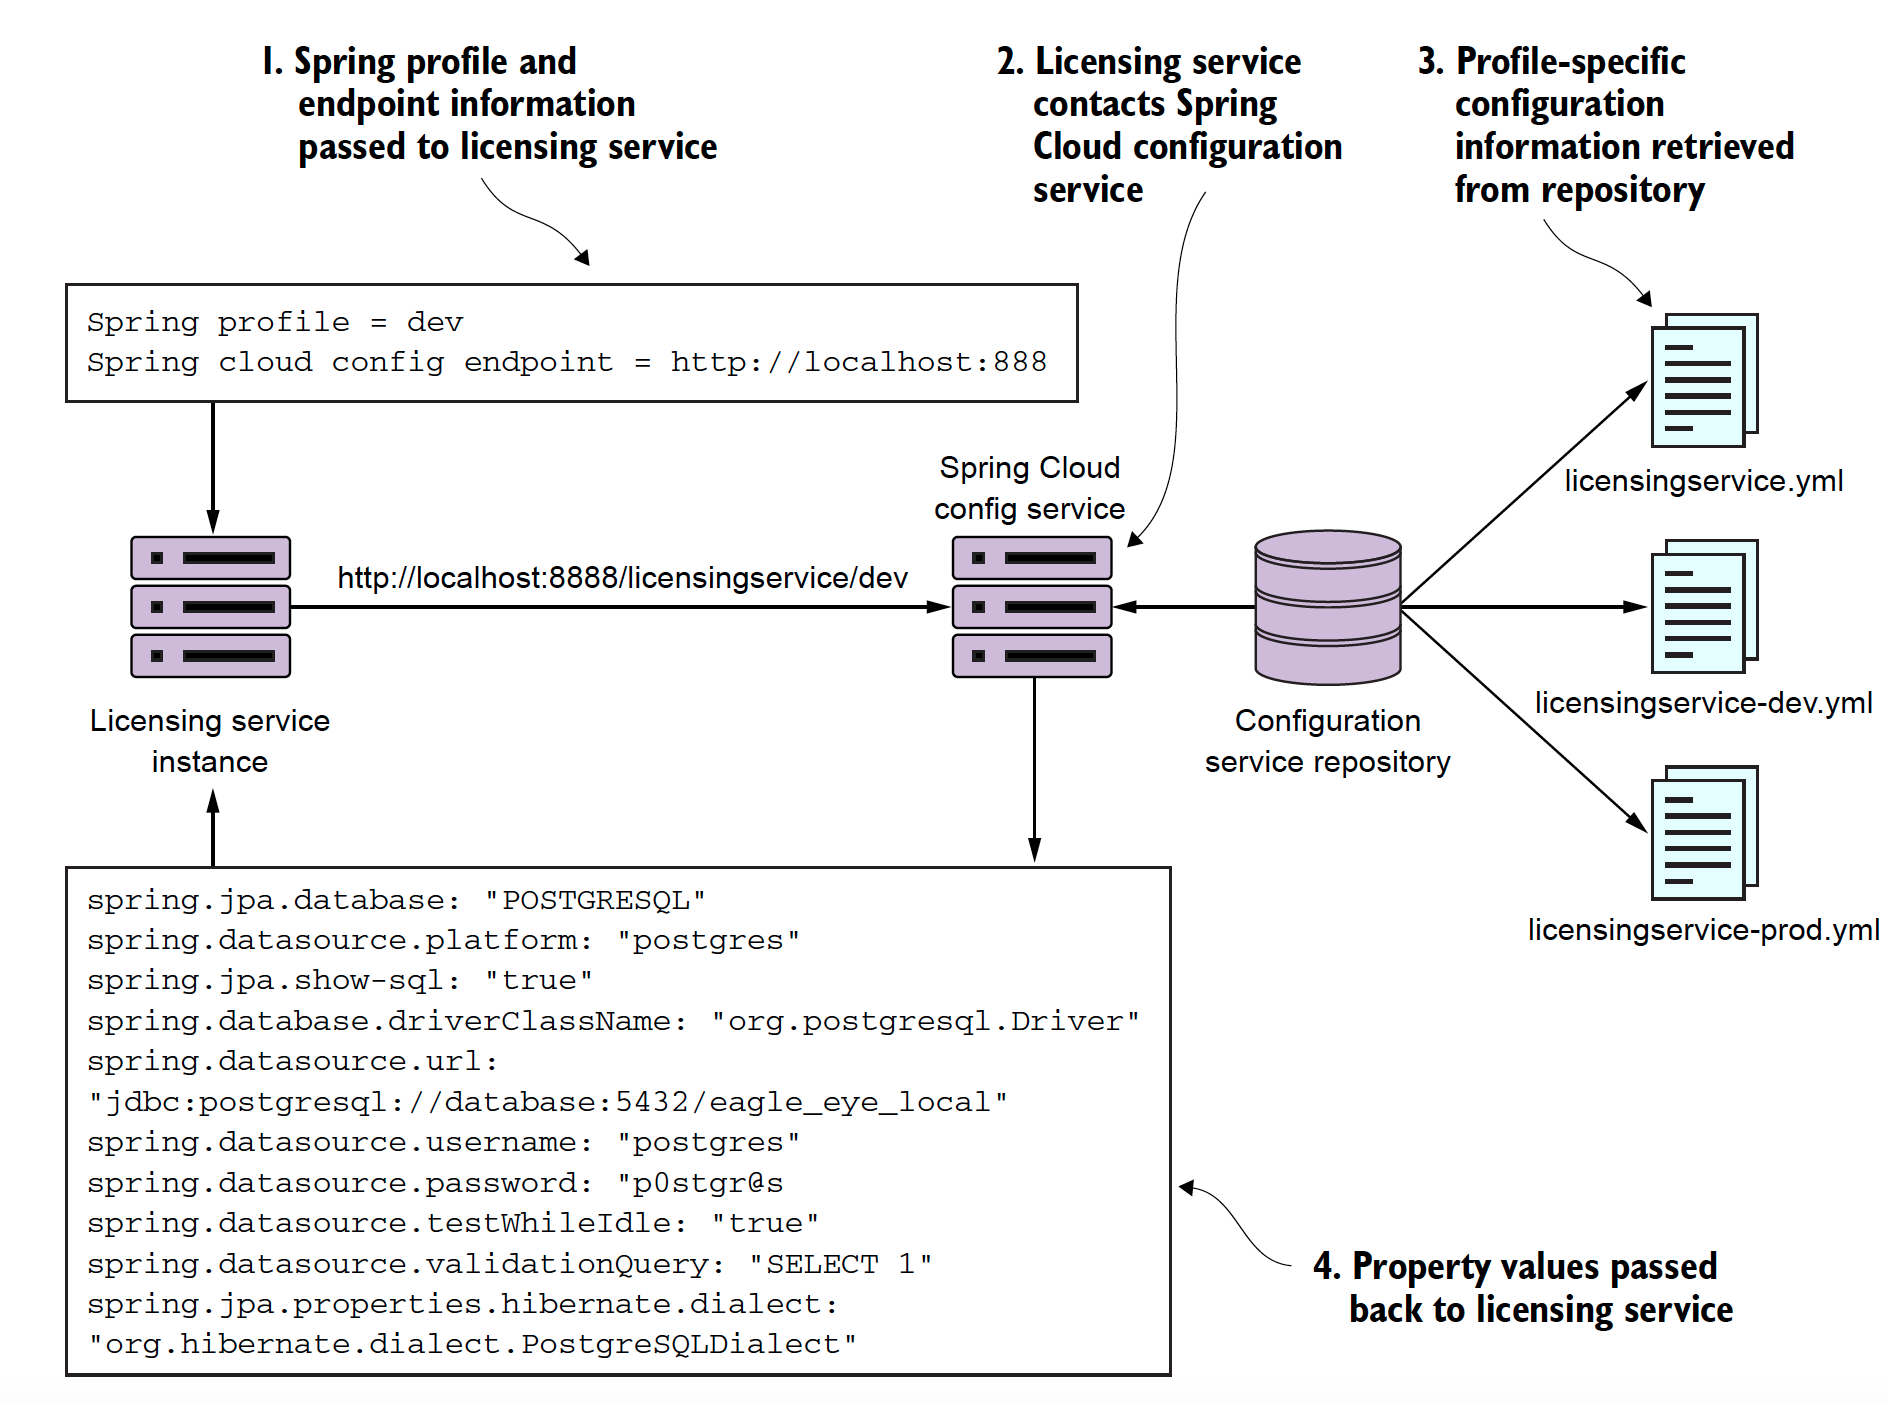 1. Spring profile and
endpoint information
passed to licensing service
2. Licensing service
contacts Spring
Cloud configuration
service
3. Profile-specific
configuration
information retrieved
from repository
Spring profile = dev
Spring cloud config endpoint = http://localhost:888
Spring Cloud
config service
http://localhost:8888/licensingservice/dev
licensingservice.yml
licensingservice-dev.yml
licensingservice-prod.yml
Licensing service
instance
Configuration
service repository
spring.jpa.database: "POSTGRESQL"
spring.datasource.platform: "postgres"
spring.jpa.show-sql: "true"
spring.database.driverClassName: "org.postgresql.Driver"
spring.datasource.url:
"jdbc:postgresql://database:5432/eagle_eye_local"
spring.datasource.username: "postgres"
spring.datasource.password: "p0stgr@s
spring.datasource.testWhileIdle: "true"
spring.datasource.validationQuery: "SELECT 1"
spring.jpa.properties.hibernate.dialect:
"org.hibernate.dialect.PostgreSQLDialect"
4. Property values passed
back to licensing service